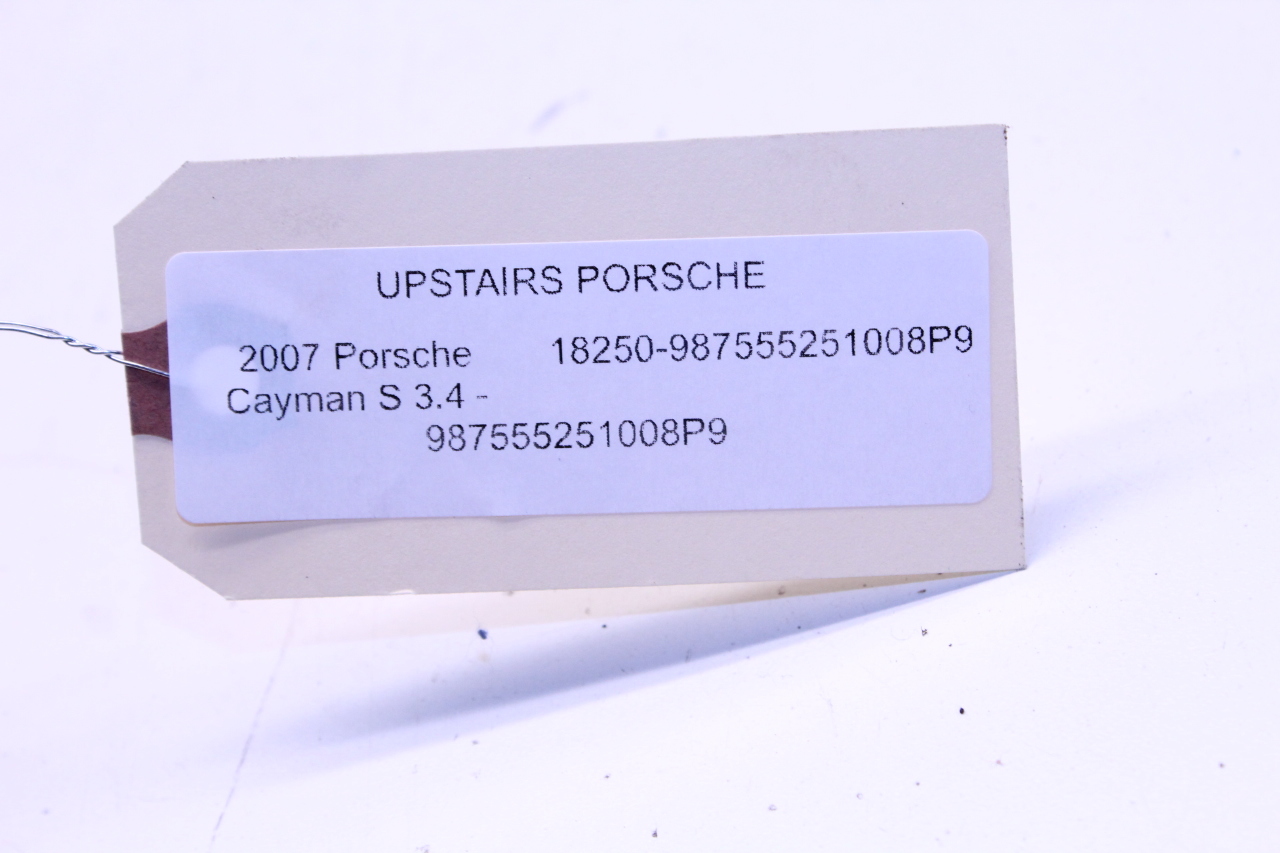 UPSTAIRS PORSCHE
2007 Porsche 18250-987555251008P9
Cayman S 3.4 -
987555251008P9